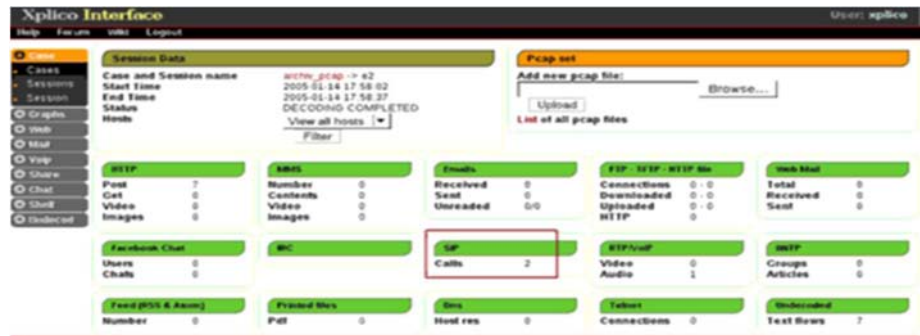 Xplico Interface
User: xplico
Help Forum Wiki Logout
Case
Cases
Sessions
Session
Graphs
Web
Mail
Voip
Share
Chat
Shell
Undecod
Session Data
Case and Session name archiv_pcap -> e2
Start Time 2005-01-14 17:58:02
End Time 2005-01-14 17:58:37
Status DECODING COMPLETED
Hosts View all hosts
Filter
Pcap set
Add new pcap file:
Browse...
Upload
List of all pcap files
HTTP
Post 7
Get 0
Video 0
Images 0
MMS
Number 0
Contents 0
Video 0
Images 0
Emails
Received 0
Sent 0
Unreaded 0/0
FTP - TFTP - HTTP file
Connections 0 - 0
Downloaded 0 - 0
Uploaded 0 - 0
HTTP 0
Web Mail
Total 0
Received 0
Sent 0
Facebook Chat
Users 0
Chats 0
IRC
SIP
Calls 2
RTP/VoIP
Video 0
Audio 1
NNTP
Groups 0
Articles 0
Feed (RSS & Atom)
Number 0
Printed files
Pdf 0
Dns
Host res 0
Telnet
Connections 0
Undecoded
Text flows 7